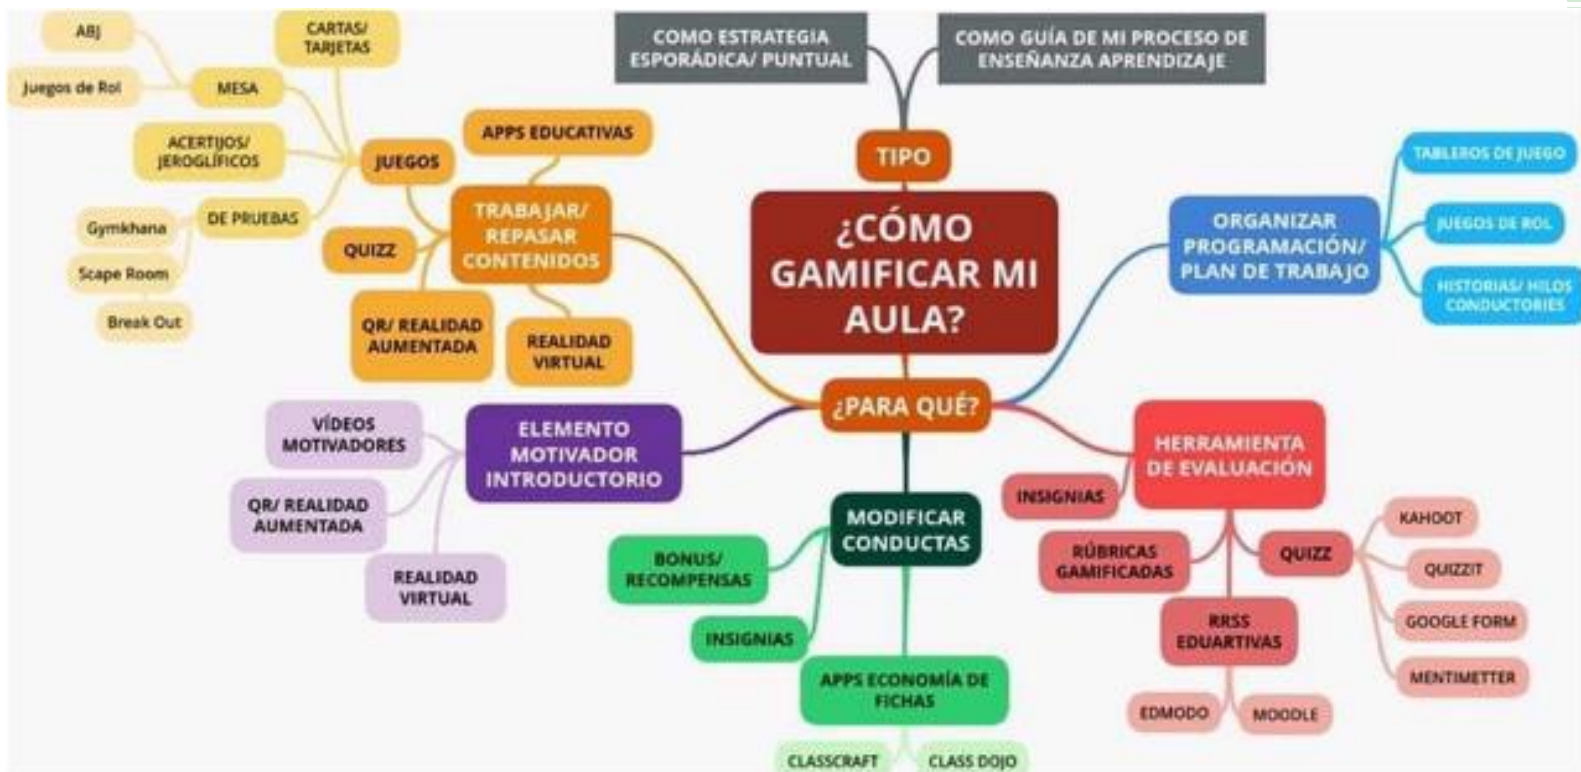 ABJ
Juegos de Rol
CARTAS/
TARJETAS
MESA
ACERTIJOS/
JEROGLÍFICOS
DE PRUEBAS
Gymkhana
Scape Room
Break Out
JUEGOS
APPS EDUCATIVAS
TRABAJAR/
REPASAR
CONTENIDOS
QUIZZ
QR/ REALIDAD
AUMENTADA
REALIDAD
VIRTUAL
COMO ESTRATEGIA
ESPORÁDICA/ PUNTUAL
COMO GUÍA DE MI PROCESO DE
ENSEÑANZA APRENDIZAJE
TIPO
¿CÓMO
GAMIFICAR MI
AULA?
¿PARA QUÉ?
ORGANIZAR
PROGRAMACIÓN/
PLAN DE TRABAJO
TABLEROS DE JUEGO
JUEGOS DE ROL
HISTORIAS/ HILOS
CONDUCTORIES
ELEMENTO
MOTIVADOR
INTRODUCTORIO
VÍDEOS
MOTIVADORES
QR/ REALIDAD
AUMENTADA
REALIDAD
VIRTUAL
MODIFICAR
CONDUCTAS
BONUS/
RECOMPENSAS
INSIGNIAS
APPS ECONOMÍA DE
FICHAS
CLASSCRAFT
CLASS DOJO
HERRAMIENTA
DE EVALUACIÓN
INSIGNIAS
RÚBRICAS
GAMIFICADAS
RRSS
EDUARTIVAS
EDMODO
MOODLE
QUIZZ
KAHOOT
QUIZZIT
GOOGLE FORM
MENTIMETTER